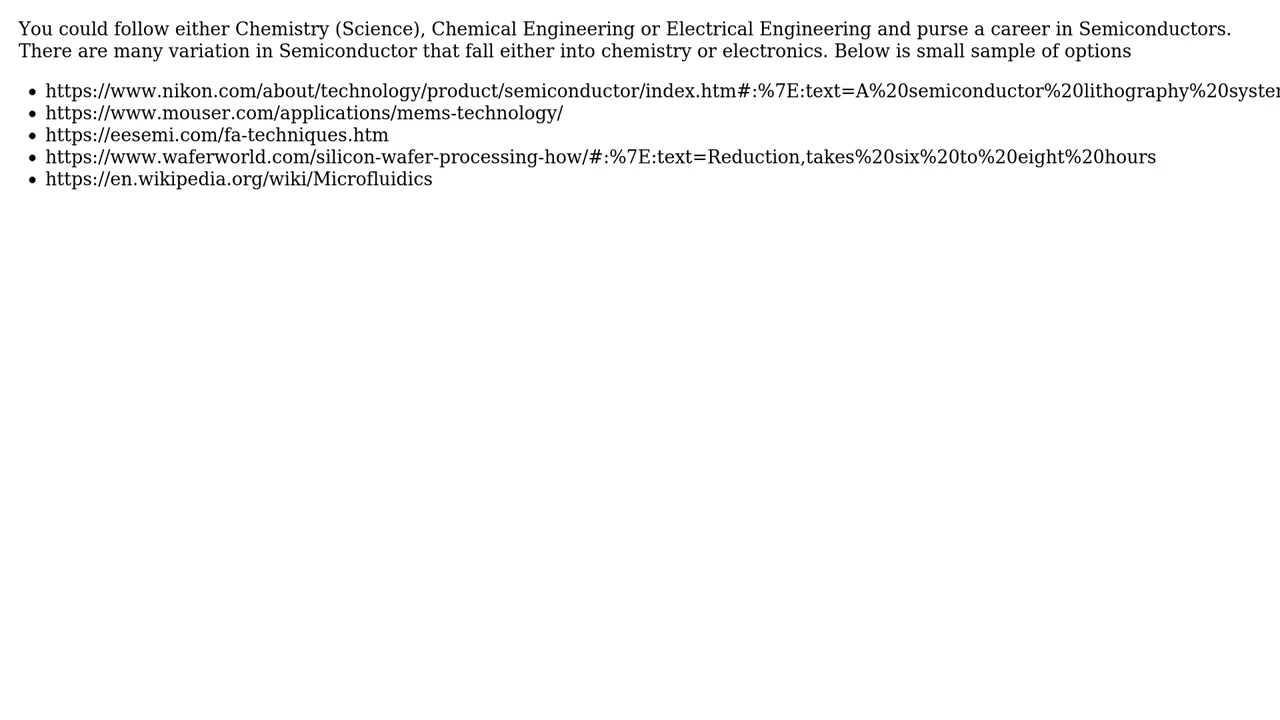 You could follow either Chemistry (Science), Chemical Engineering or Electrical Engineering and purse a career in Semiconductors.
There are many variation in Semiconductor that fall either into chemistry or electronics. Below is small sample of options
• https://www.nikon.com/about/technology/product/semiconductor/index.htm#:%7E:text=A%20semiconductor%20lithography%20system
• https://www.mouser.com/applications/mems-technology/
• https://eesemi.com/fa-techniques.htm
• https://www.waferworld.com/silicon-wafer-processing-how/#:%7E:text=Reduction,takes%20six%20to%20eight%20hours
• https://en.wikipedia.org/wiki/Microfluidics